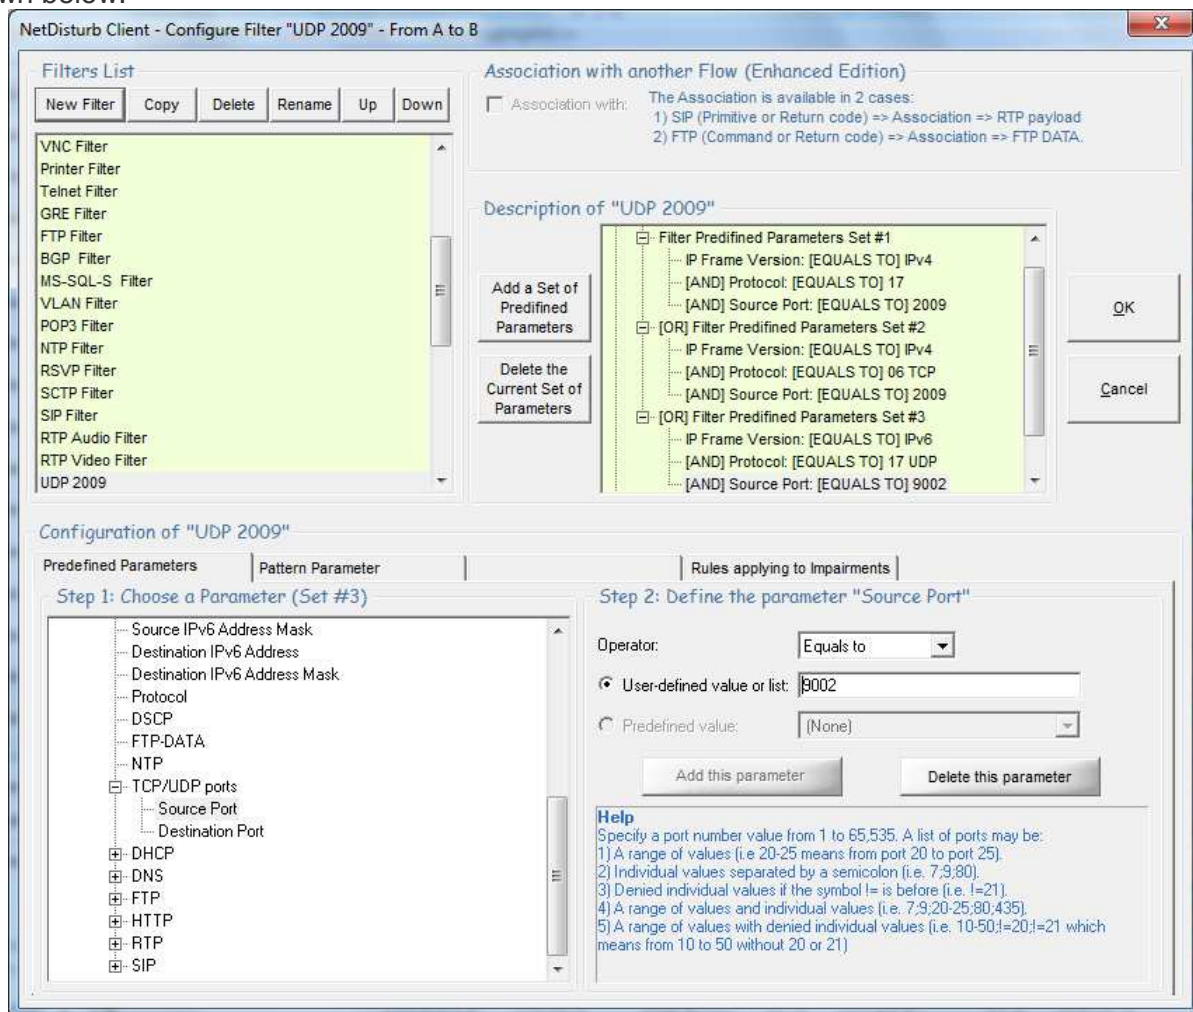 wn below.
NetDisturb Client - Configure Filter "UDP 2009" - From A to B
Filters List
New Filter Copy Delete Rename Up Down
VNC Filter
Printer Filter
Telnet Filter
GRE Filter
FTP Filter
BGP Filter
MS-SQL-S Filter
VLAN Filter
POP3 Filter
NTP Filter
RSVP Filter
SCTP Filter
SIP Filter
RTP Audio Filter
RTP Video Filter
UDP 2009
Association with another Flow (Enhanced Edition)
Association with:
The Association is available in 2 cases:
1) SIP (Primitive or Return code) => Association => RTP payload
2) FTP (Command or Return code) => Association => FTP DATA.
Description of "UDP 2009"
Add a Set of
Predifined
Parameters
Delete the
Current Set of
Parameters
Filter Predifined Parameters Set #1
IP Frame Version: [EQUALS TO] IPv4
[AND] Protocol: [EQUALS TO] 17
[AND] Source Port: [EQUALS TO] 2009
[OR] Filter Predifined Parameters Set #2
IP Frame Version: [EQUALS TO] IPv4
[AND] Protocol: [EQUALS TO] 06 TCP
[AND] Source Port: [EQUALS TO] 2009
[OR] Filter Predifined Parameters Set #3
IP Frame Version: [EQUALS TO] IPv6
[AND] Protocol: [EQUALS TO] 17 UDP
[AND] Source Port: [EQUALS TO] 9002
OK
Cancel
Configuration of "UDP 2009"
Predefined Parameters Pattern Parameter Rules applying to Impairments
Step 1: Choose a Parameter (Set #3)
Source IPv6 Address Mask
Destination IPv6 Address
Destination IPv6 Address Mask
Protocol
DSCP
FTP-DATA
NTP
TCP/UDP ports
Source Port
Destination Port
DHCP
DNS
FTP
HTTP
RTP
SIP
Step 2: Define the parameter "Source Port"
Operator: Equals to
User-defined value or list: 9002
Predefined value: (None)
Add this parameter Delete this parameter
Help
Specify a port number value from 1 to 65,535. A list of ports may be:
1) A range of values (i.e 20-25 means from port 20 to port 25).
2) Individual values separated by a semicolon (i.e. 7;9;80).
3) Denied individual values if the symbol != is before (i.e. !=21).
4) A range of values and individual values (i.e. 7;9;20-25;80;435).
5) A range of values with denied individual values (i.e. 10-50;!=20;!=21 which
means from 10 to 50 without 20 or 21)